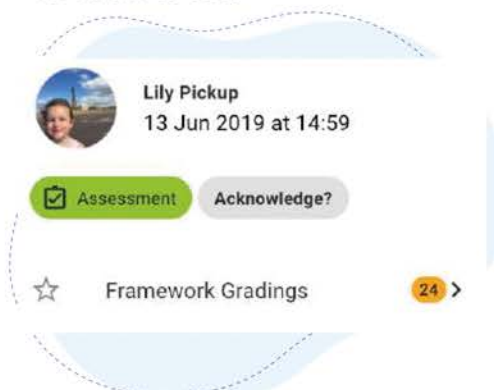 Lily Pickup
13 Jun 2019 at 14:59
Assessment Acknowledge?
Framework Gradings 24